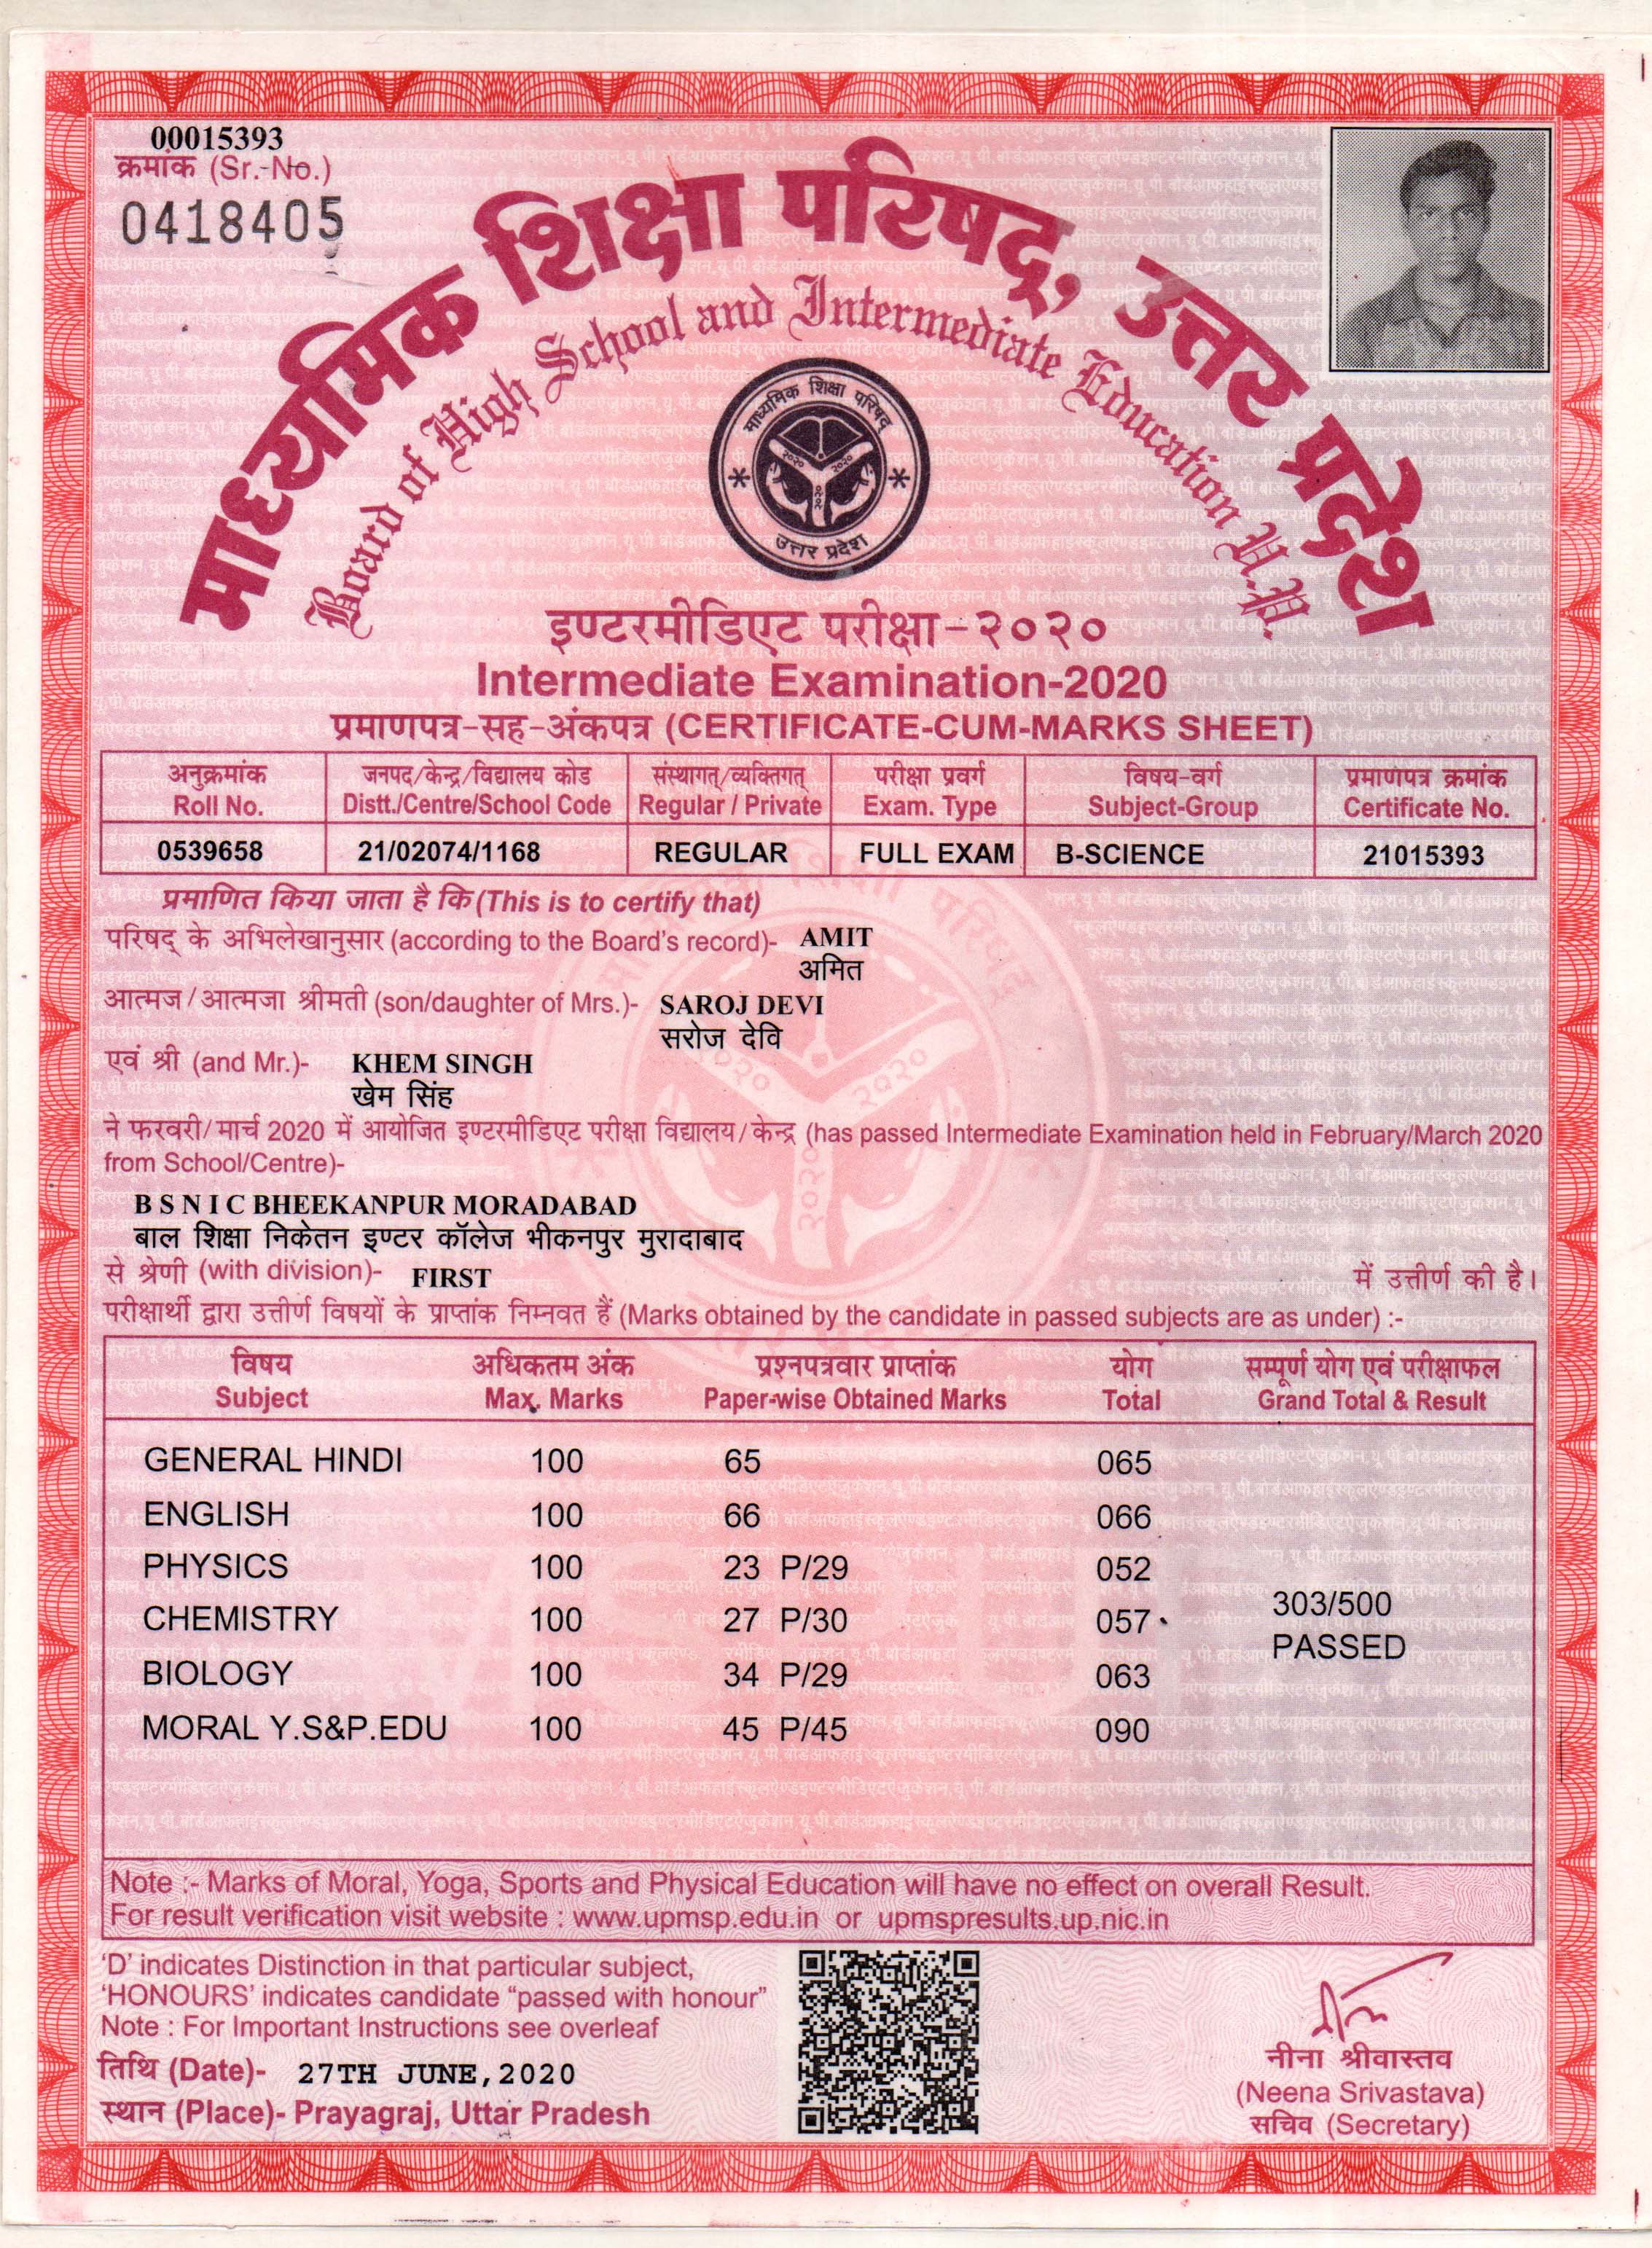 00015393
क्रमांक (Sr.-No.)
0418405
माध्यमिक शिक्षा परिषद्, उत्तर प्रदेश
Board of High School and Intermediate Education U.P.
माध्यमिक शिक्षा परिषद्
२०२० २०२०
२०२०
उत्तर प्रदेश
इण्टरमीडिएट परीक्षा-२०२०
Intermediate Examination-2020
प्रमाणपत्र-सह-अंकपत्र (CERTIFICATE-CUM-MARKS SHEET)
अनुक्रमांक जनपद/केन्द्र/विद्यालय कोड संस्थागत्/व्यक्तिगत् परीक्षा प्रवर्ग विषय-वर्ग प्रमाणपत्र क्रमांक
Roll No. Distt./Centre/School Code Regular / Private Exam. Type Subject-Group Certificate No.
0539658 21/02074/1168 REGULAR FULL EXAM B-SCIENCE 21015393
प्रमाणित किया जाता है कि (This is to certify that)
परिषद् के अभिलेखानुसार (according to the Board's record)- AMIT
अमित
आत्मज/आत्मजा श्रीमती (son/daughter of Mrs.)- SAROJ DEVI
सरोज देवि
एवं श्री (and Mr.)- KHEM SINGH
खेम सिंह
ने फरवरी/मार्च 2020 में आयोजित इण्टरमीडिएट परीक्षा विद्यालय/केन्द्र (has passed Intermediate Examination held in February/March 2020
from School/Centre)-
B S N I C BHEEKANPUR MORADABAD
बाल शिक्षा निकेतन इण्टर कॉलेज भीकनपुर मुरादाबाद
से श्रेणी (with division)- FIRST में उत्तीर्ण की है।
परीक्षार्थी द्वारा उत्तीर्ण विषयों के प्राप्तांक निम्नवत हैं (Marks obtained by the candidate in passed subjects are as under) :-
विषय अधिकतम अंक प्रश्नपत्रवार प्राप्तांक योग सम्पूर्ण योग एवं परीक्षाफल
Subject Max. Marks Paper-wise Obtained Marks Total Grand Total & Result
GENERAL HINDI 100 65 065
ENGLISH 100 66 066
PHYSICS 100 23 P/29 052
303/500
CHEMISTRY 100 27 P/30 057
PASSED
BIOLOGY 100 34 P/29 063
MORAL Y.S&P.EDU 100 45 P/45 090
Note :- Marks of Moral, Yoga, Sports and Physical Education will have no effect on overall Result.
For result verification visit website : www.upmsp.edu.in or upmspresults.up.nic.in
'D' indicates Distinction in that particular subject,
'HONOURS' indicates candidate "passed with honour"
Note : For Important Instructions see overleaf
तिथि (Date)- 27TH JUNE,2020
स्थान (Place)- Prayagraj, Uttar Pradesh
नीना श्रीवास्तव
(Neena Srivastava)
सचिव (Secretary)